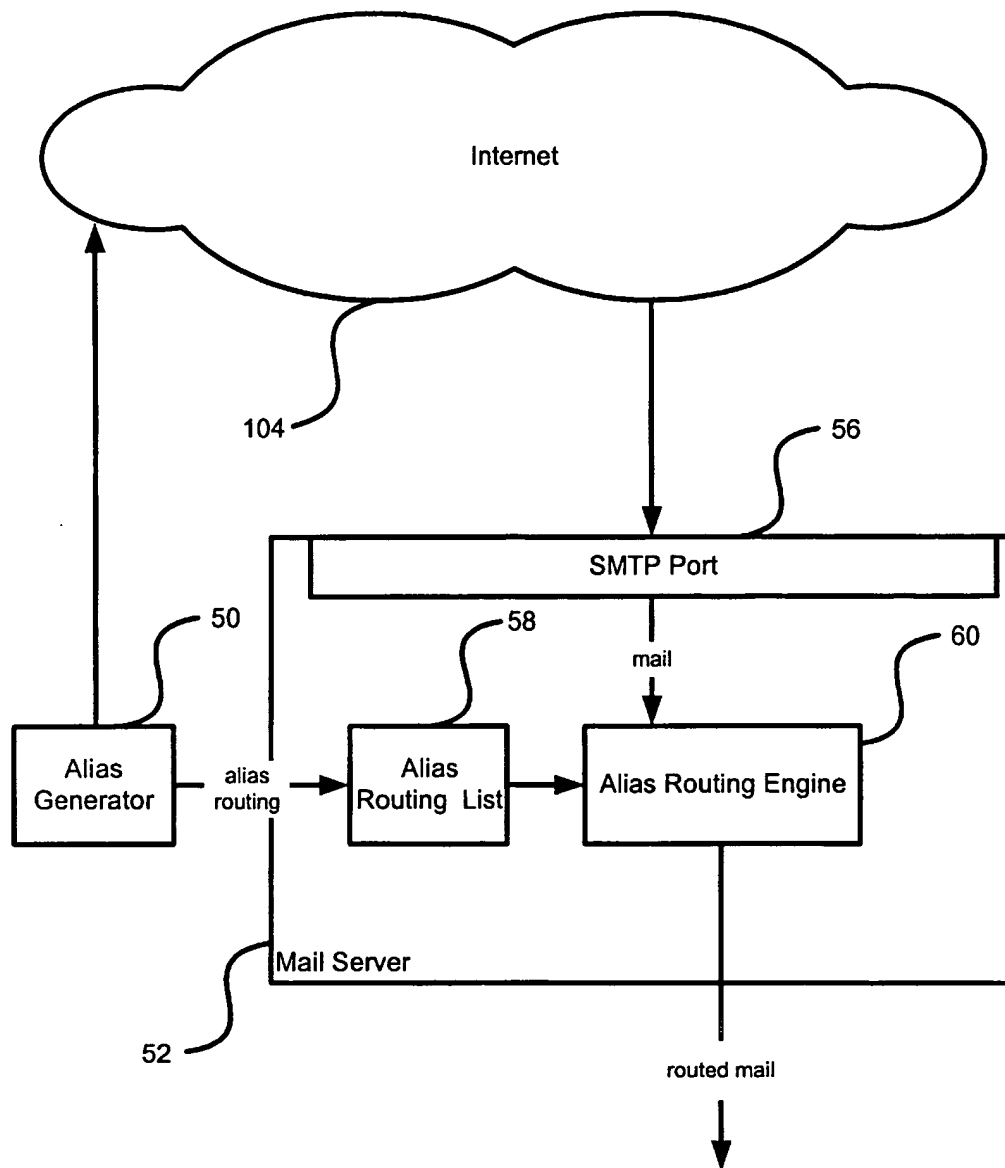 Internet
104
56
SMTP Port
50
58
60
mail
Alias
Generator
alias
routing
Alias
Routing List
Alias Routing Engine
Mail Server
52
routed mail